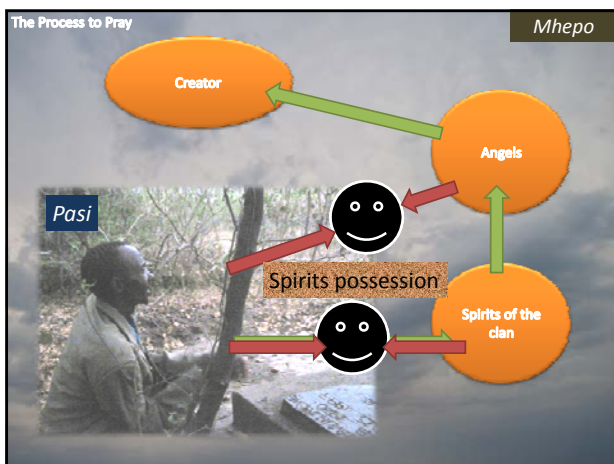 The Process to Pray
Mhepo
Creator
Angels
Pasi
Spirits possession
Spirits of the
clan